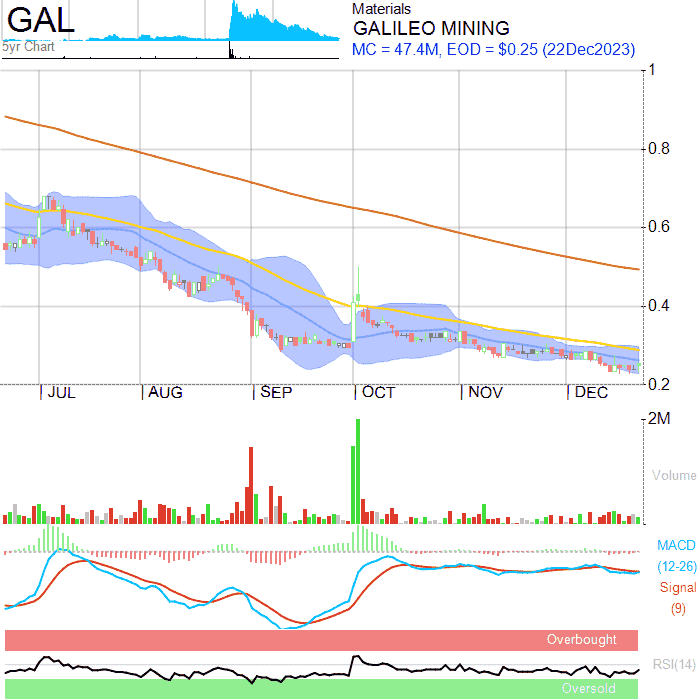 GAL
5yr Chart
Materials
GALILEO MINING
MC = 47.4M, EOD = $0.25 (22Dec2023)
1
0.8
0.6
0.4
0.2
JUL AUG SEP OCT NOV DEC
2M
Volume
MACD
(12-26)
Signal
(9)
Overbought
RSI(14)
Oversold